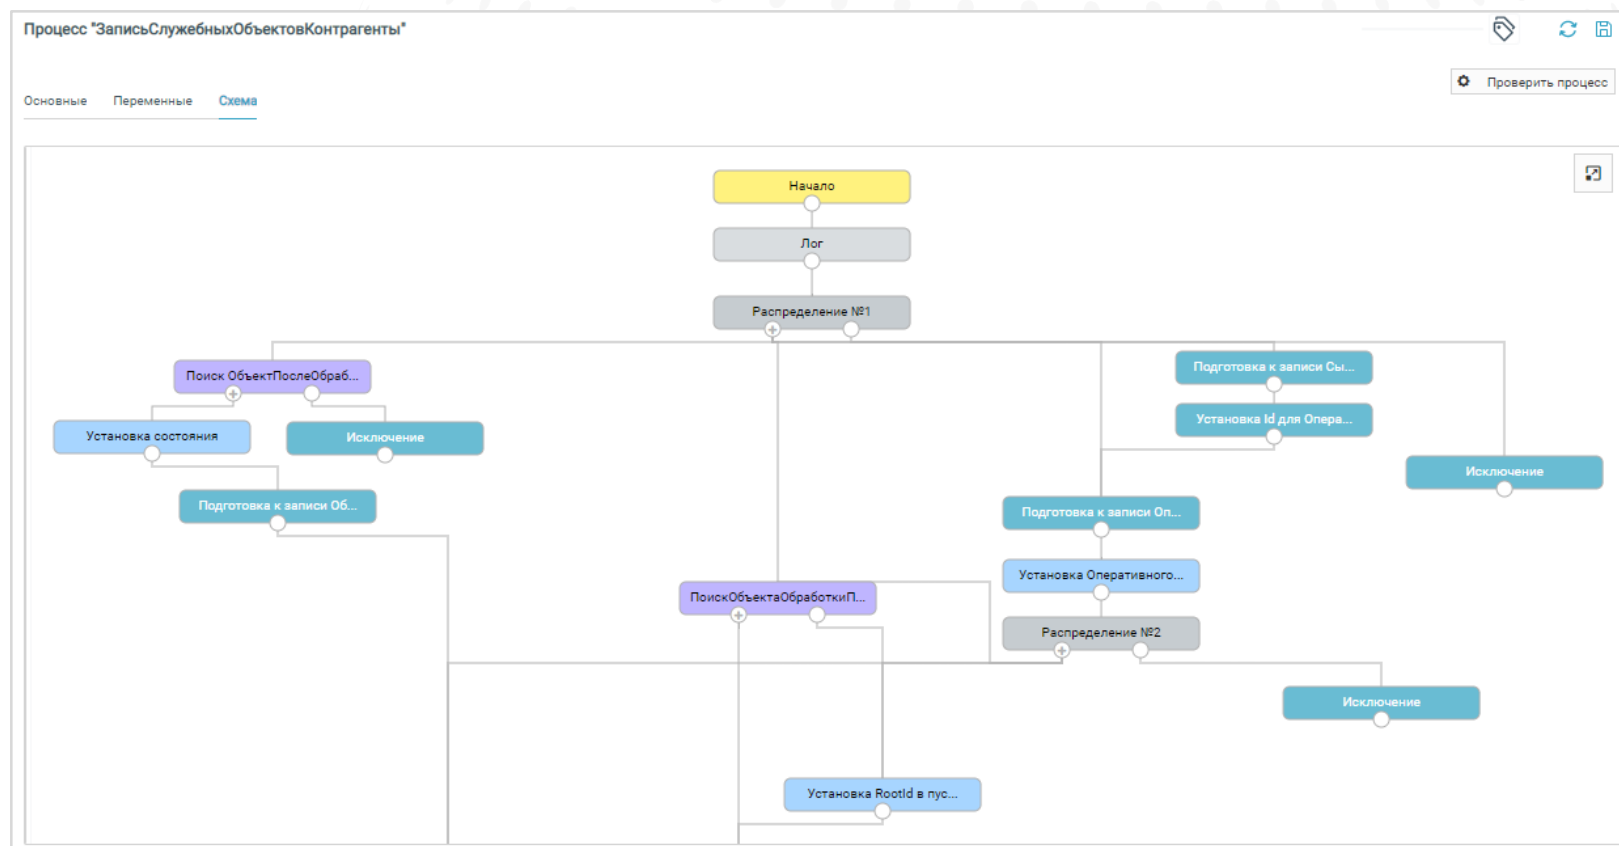 Процесс "ЗаписьСлужебныхОбъектовКонтрагенты"
Проверить процесс
Основные Переменные Схема
Начало
Лог
Распределение №1
Поиск ОбъектПослеОбраб...
Подготовка к записи Сы...
Установка Id для Опера...
Установка состояния
Исключение
Исключение
Подготовка к записи Об...
Подготовка к записи Оп...
Установка Оперативного...
ПоискОбъектаОбработкиП...
Распределение №2
Исключение
Установка RootId в пус...